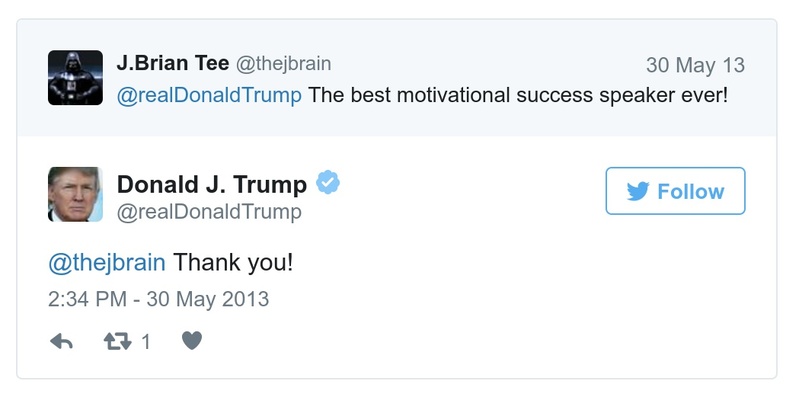 J.Brian Tee @thejbrain 30 May 13
@realDonaldTrump The best motivational success speaker ever!
Donald J. Trump
@realDonaldTrump
Follow
@thejbrain Thank you!
2:34 PM - 30 May 2013
1